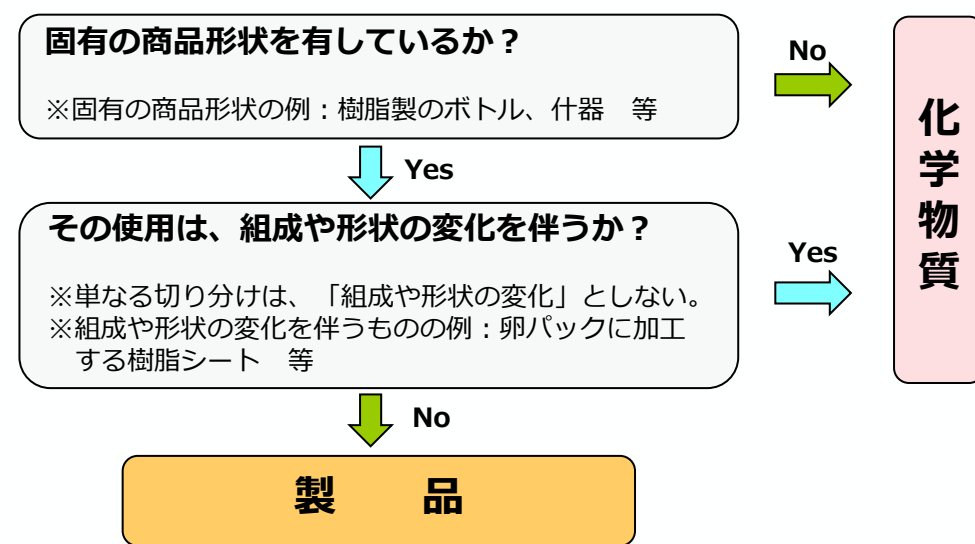 固有の商品形状を有しているか？
※固有の商品形状の例：樹脂製のボトル、什器　等
No
Yes
その使用は、組成や形状の変化を伴うか？
※単なる切り分けは、「組成や形状の変化」としない。
※組成や形状の変化を伴うものの例：卵パックに加工
する樹脂シート　等
Yes
化学物質
No
製　品